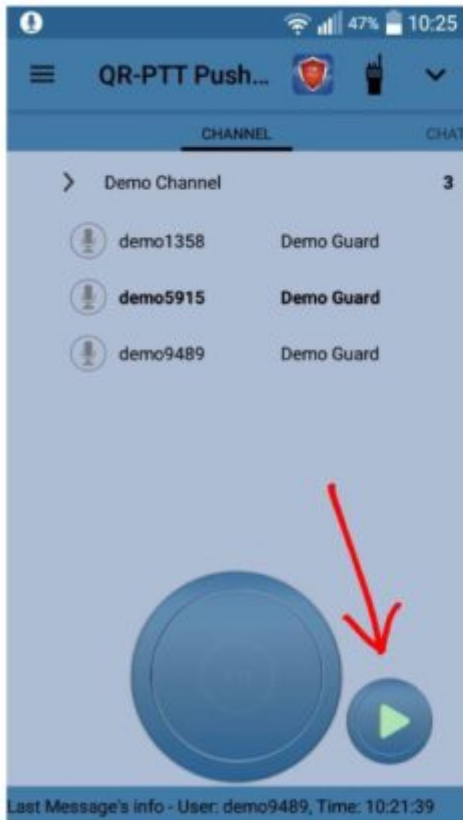 47% 10:25
QR-PTT Push...
CHANNEL CHAT
Demo Channel 3
demo1358 Demo Guard
demo5915 Demo Guard
demo9489 Demo Guard
Last Message's info - User: demo9489, Time: 10:21:39